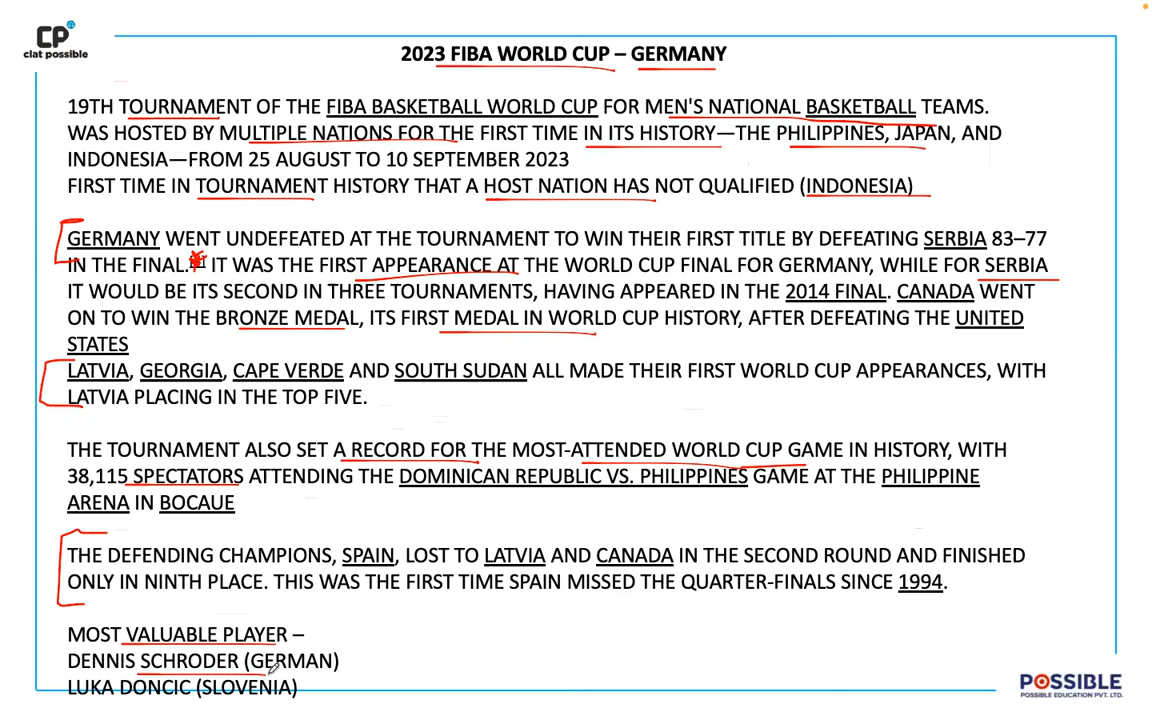 CP
clat possible
2023 FIBA WORLD CUP – GERMANY
19TH TOURNAMENT OF THE FIBA BASKETBALL WORLD CUP FOR MEN'S NATIONAL BASKETBALL TEAMS.
WAS HOSTED BY MULTIPLE NATIONS FOR THE FIRST TIME IN ITS HISTORY—THE PHILIPPINES, JAPAN, AND
INDONESIA—FROM 25 AUGUST TO 10 SEPTEMBER 2023
FIRST TIME IN TOURNAMENT HISTORY THAT A HOST NATION HAS NOT QUALIFIED (INDONESIA)
GERMANY WENT UNDEFEATED AT THE TOURNAMENT TO WIN THEIR FIRST TITLE BY DEFEATING SERBIA 83–77
IN THE FINAL. IT WAS THE FIRST APPEARANCE AT THE WORLD CUP FINAL FOR GERMANY, WHILE FOR SERBIA
IT WOULD BE ITS SECOND IN THREE TOURNAMENTS, HAVING APPEARED IN THE 2014 FINAL. CANADA WENT
ON TO WIN THE BRONZE MEDAL, ITS FIRST MEDAL IN WORLD CUP HISTORY, AFTER DEFEATING THE UNITED
STATES
LATVIA, GEORGIA, CAPE VERDE AND SOUTH SUDAN ALL MADE THEIR FIRST WORLD CUP APPEARANCES, WITH
LATVIA PLACING IN THE TOP FIVE.
THE TOURNAMENT ALSO SET A RECORD FOR THE MOST-ATTENDED WORLD CUP GAME IN HISTORY, WITH
38,115 SPECTATORS ATTENDING THE DOMINICAN REPUBLIC VS. PHILIPPINES GAME AT THE PHILIPPINE
ARENA IN BOCAUE
THE DEFENDING CHAMPIONS, SPAIN, LOST TO LATVIA AND CANADA IN THE SECOND ROUND AND FINISHED
ONLY IN NINTH PLACE. THIS WAS THE FIRST TIME SPAIN MISSED THE QUARTER-FINALS SINCE 1994.
MOST VALUABLE PLAYER –
DENNIS SCHRODER (GERMAN)
LUKA DONCIC (SLOVENIA)
POSSIBLE
POSSIBLE EDUCATION PVT. LTD.